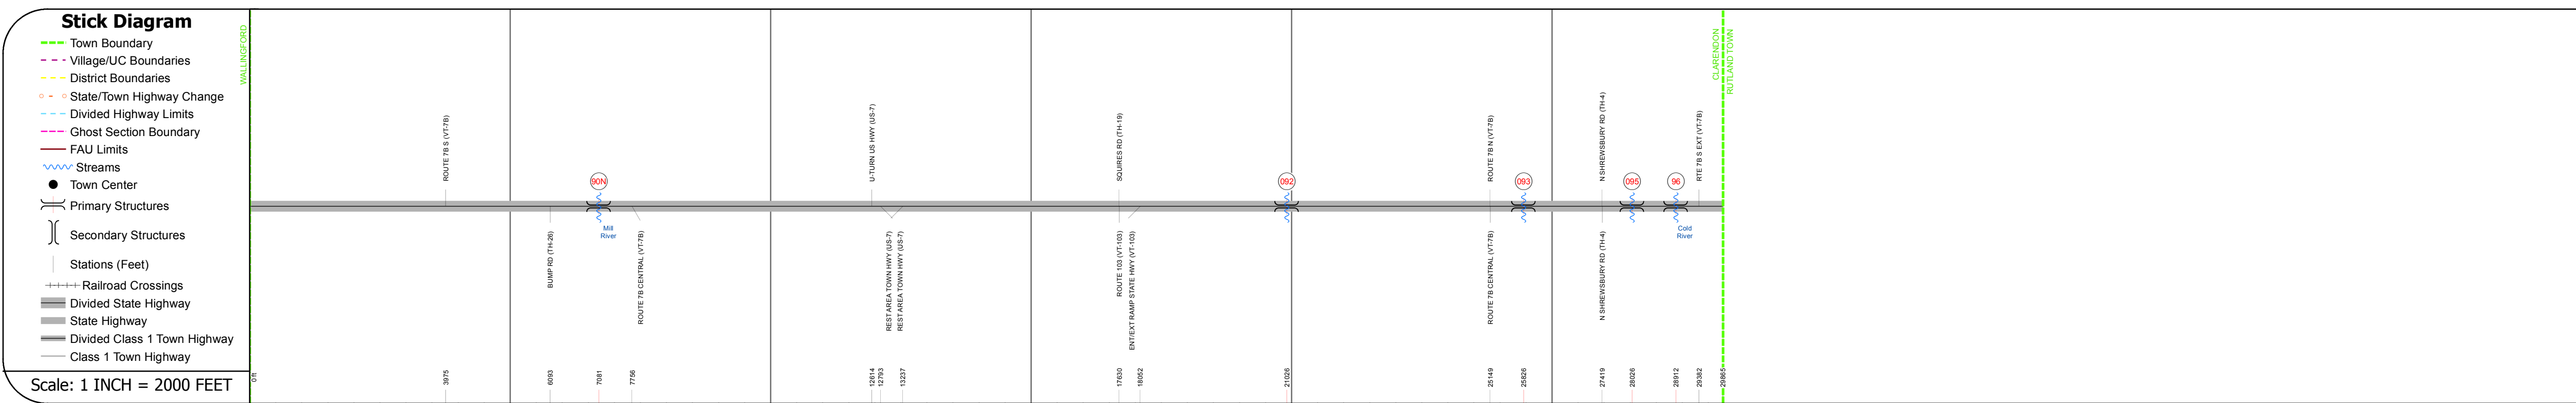 Stick Diagram
Town Boundary
Village/UC Boundaries
District Boundaries
State/Town Highway Change
Divided Highway Limits
Ghost Section Boundary
FAU Limits
Streams
Town Center
Primary Structures
Secondary Structures
Stations (Feet)
Railroad Crossings
Divided State Highway
State Highway
Divided Class 1 Town Highway
Class 1 Town Highway
Scale: 1 INCH = 2000 FEET
WALLINGFORD
CLARENDON
RUTLAND TOWN
ROUTE 7B S (VT-7B)
U-TURN US HWY (US-7)
SQUIRES RD (TH-19)
ROUTE 7B N (VT-7B)
N SHREWSBURY RD (TH-4)
RTE 7B S EXT (VT-7B)
90N
092
093
095
96
Mill
River
Cold
River
BUMP RD (TH-26)
ROUTE 7B CENTRAL (VT-7B)
REST AREA TOWN HWY (US-7)
REST AREA TOWN HWY (US-7)
ROUTE 103 (VT-103)
ENT/EXT RAMP STATE HWY (VT-103)
ROUTE 7B CENTRAL (VT-7B)
N SHREWSBURY RD (TH-4)
0 ft
3975
6093
7081
7756
12614
12793
13237
17630
18052
21026
25149
25826
27419
28026
28912
29382
29865